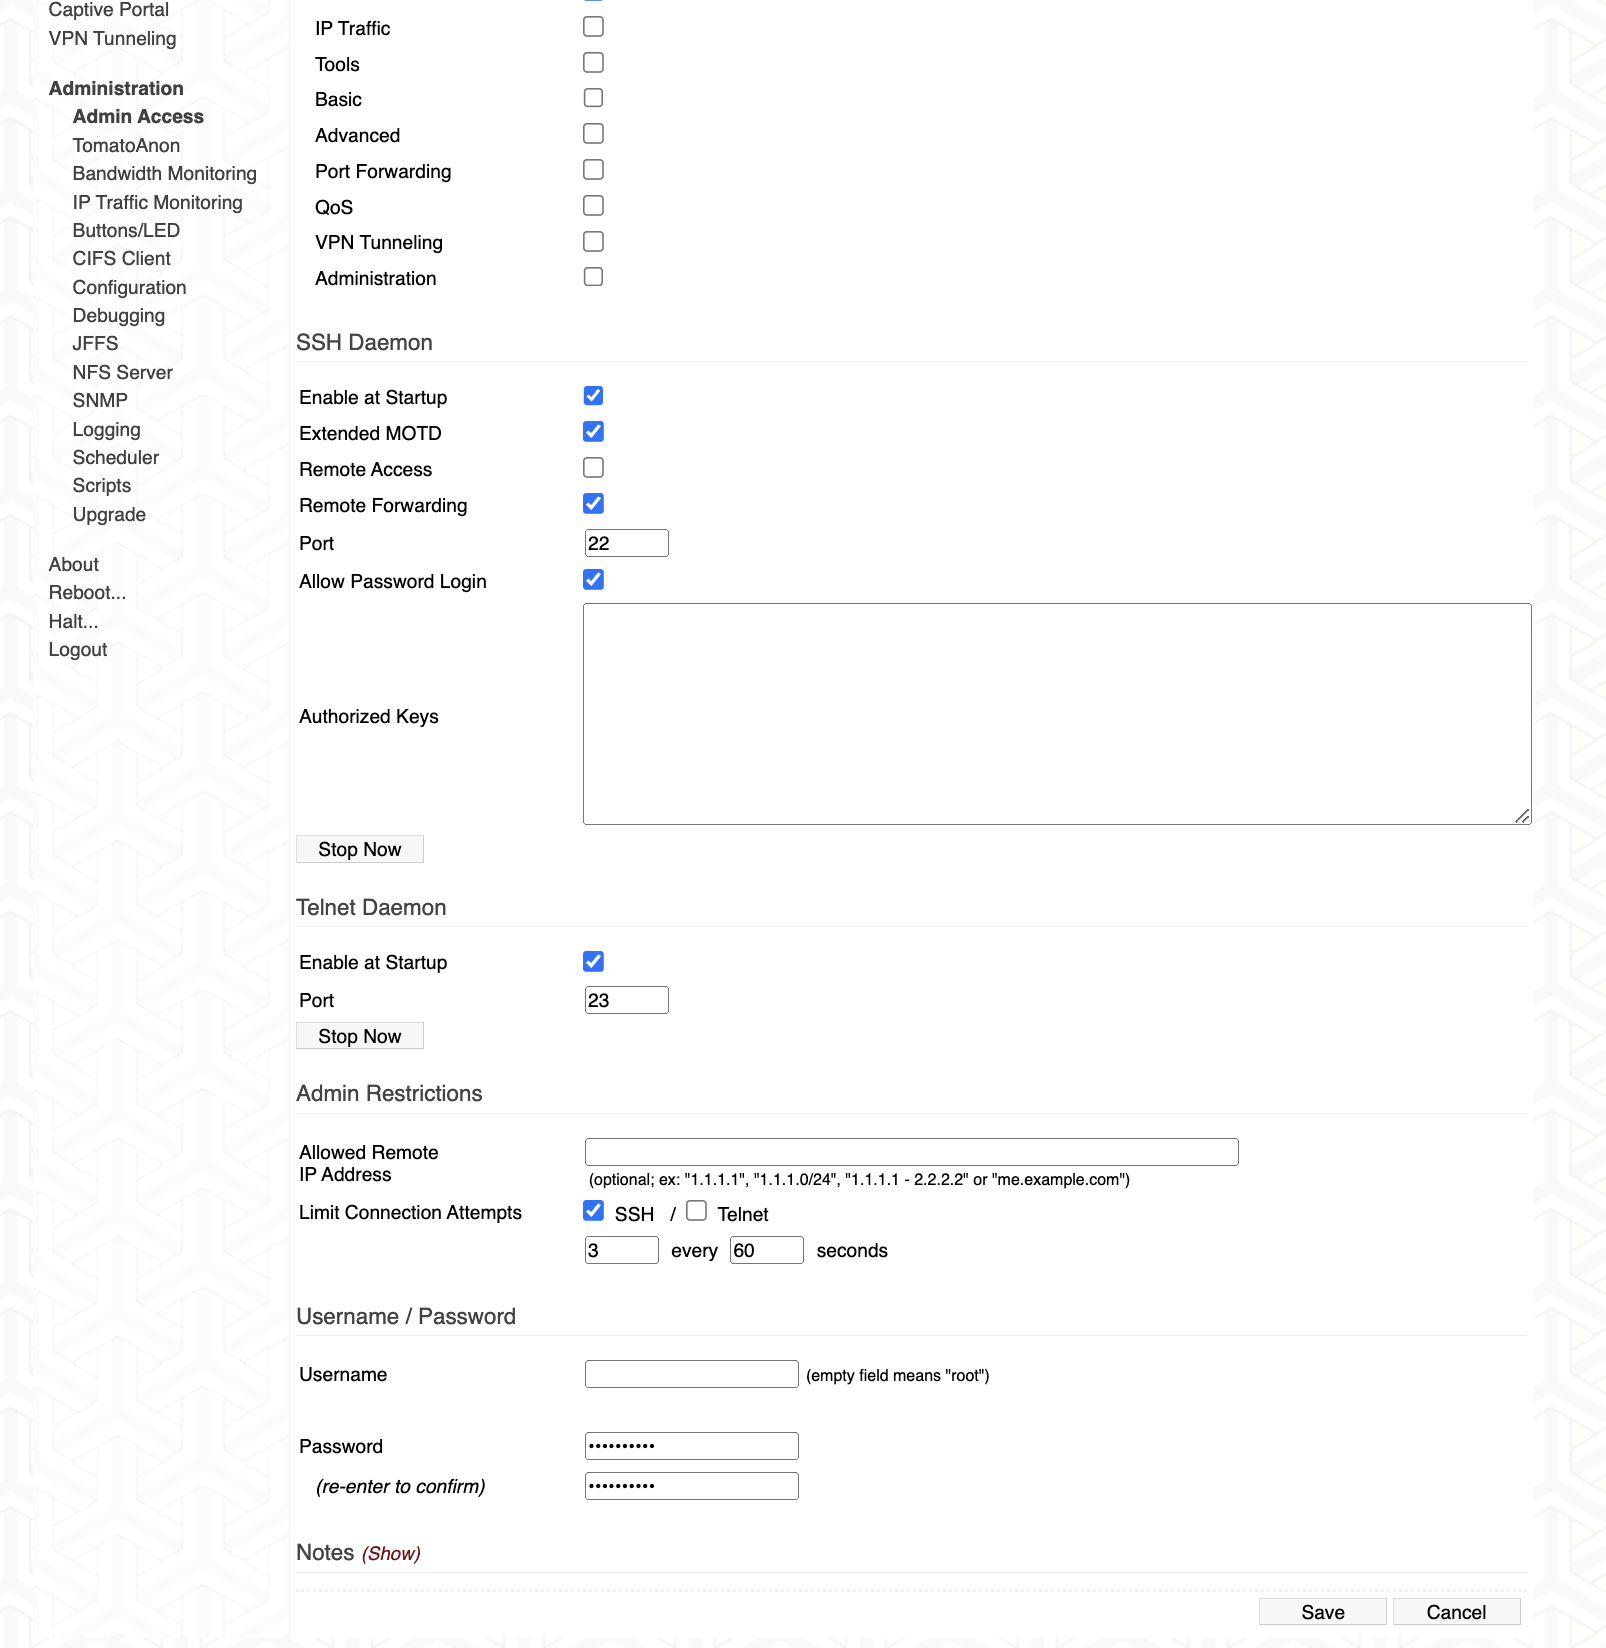 Captive Portal
VPN Tunneling
Administration
Admin Access
TomatoAnon
Bandwidth Monitoring
IP Traffic Monitoring
Buttons/LED
CIFS Client
Configuration
Debugging
JFFS
NFS Server
SNMP
Logging
Scheduler
Scripts
Upgrade
About
Reboot...
Halt...
Logout
IP Traffic
Tools
Basic
Advanced
Port Forwarding
QoS
VPN Tunneling
Administration
SSH Daemon
Enable at Startup
Extended MOTD
Remote Access
Remote Forwarding
Port 22
Allow Password Login
Authorized Keys
Stop Now
Telnet Daemon
Enable at Startup
Port 23
Stop Now
Admin Restrictions
Allowed Remote
IP Address
(optional; ex: "1.1.1.1", "1.1.1.0/24", "1.1.1.1 - 2.2.2.2" or "me.example.com")
Limit Connection Attempts SSH / Telnet
3 every 60 seconds
Username / Password
Username (empty field means "root")
Password ••••••••••
(re-enter to confirm) ••••••••••
Notes (Show)
Save Cancel